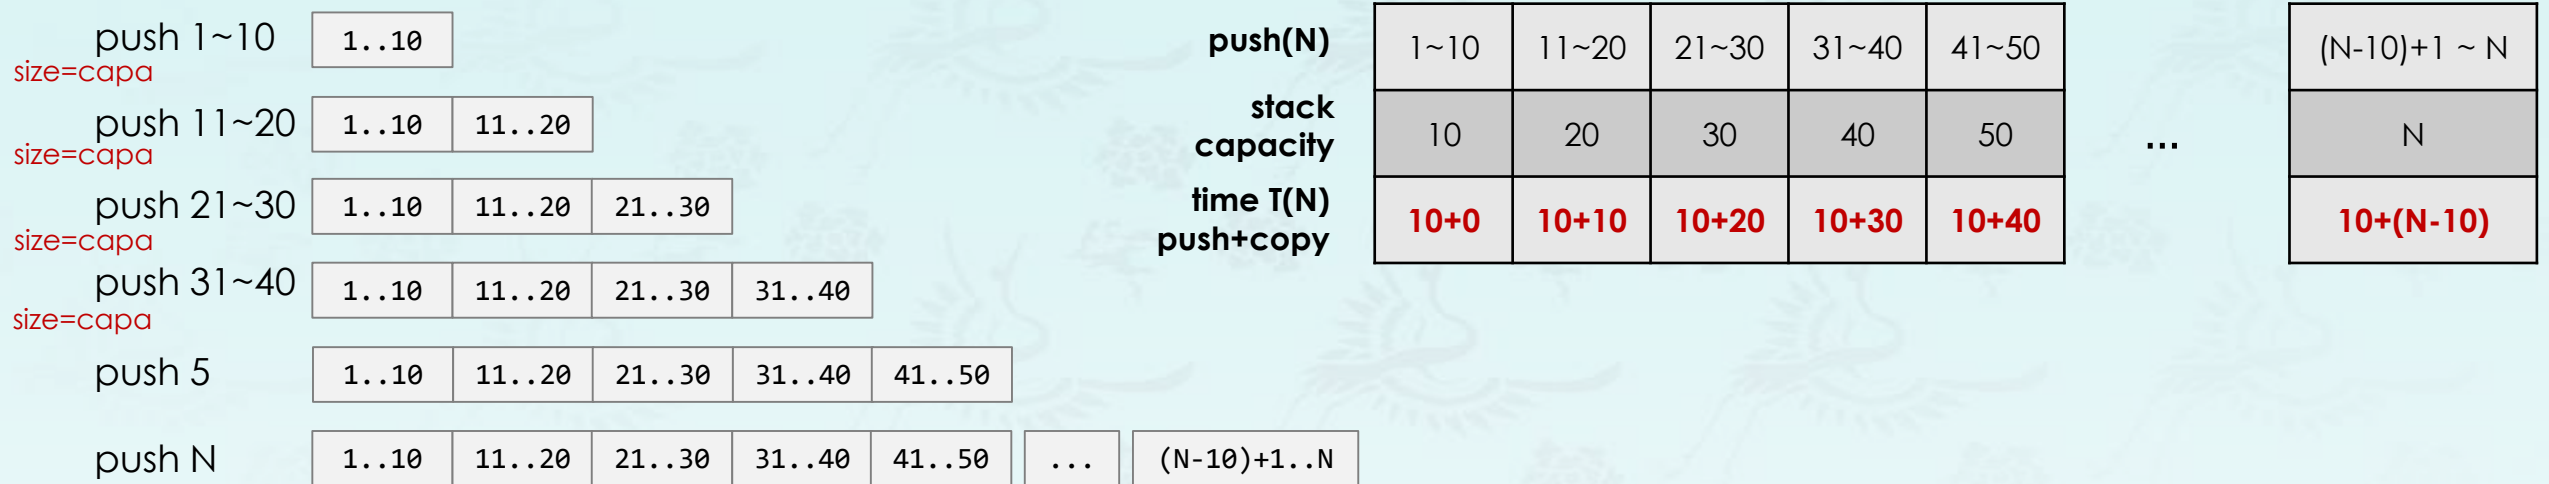 push 1~10
size=capa
1..10
push 11~20
size=capa
1..10 11..20
push 21~30
size=capa
1..10 11..20 21..30
push 31~40
size=capa
1..10 11..20 21..30 31..40
push 5
1..10 11..20 21..30 31..40 41..50
push N
1..10 11..20 21..30 31..40 41..50 ... (N-10)+1..N
push(N) 1~10 11~20 21~30 31~40 41~50 (N-10)+1 ~ N
stack
capacity 10 20 30 40 50 ... N
time T(N)
push+copy 10+0 10+10 10+20 10+30 10+40 10+(N-10)